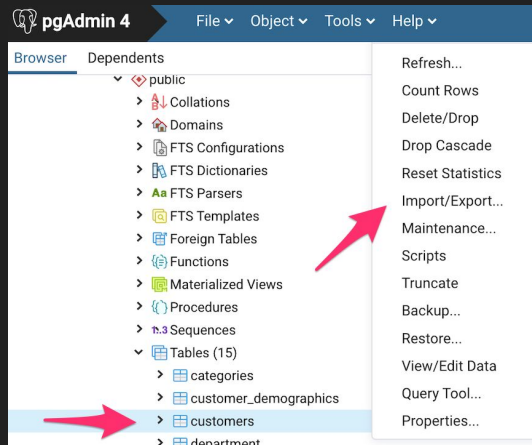 pgAdmin 4
File Object Tools Help
Browser Dependents
public
Collations
Domains
FTS Configurations
FTS Dictionaries
Aa FTS Parsers
FTS Templates
Foreign Tables
Functions
Materialized Views
Procedures
1..3 Sequences
Tables (15)
categories
customer_demographics
customers
department
Refresh...
Count Rows
Delete/Drop
Drop Cascade
Reset Statistics
Import/Export...
Maintenance...
Scripts
Truncate
Backup...
Restore...
View/Edit Data
Query Tool...
Properties...